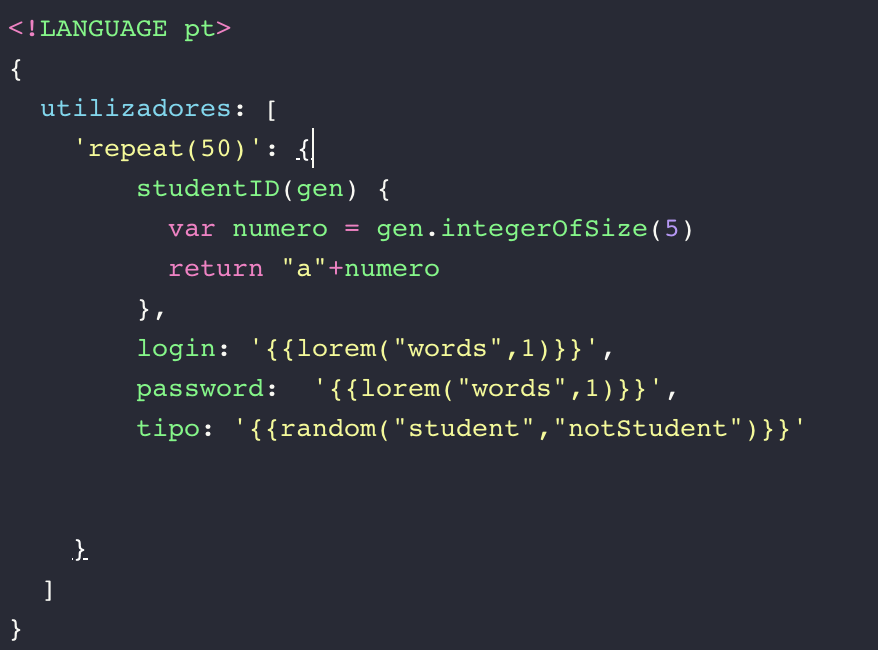 <!LANGUAGE pt>
{
  utilizadores: [
    'repeat(50)': {
        studentID(gen) {
          var numero = gen.integerOfSize(5)
          return "a"+numero
        },
        login: '{{lorem("words",1)}}',
        password:  '{{lorem("words",1)}}',
        tipo: '{{random("student","notStudent")}}'
    }
  ]
}